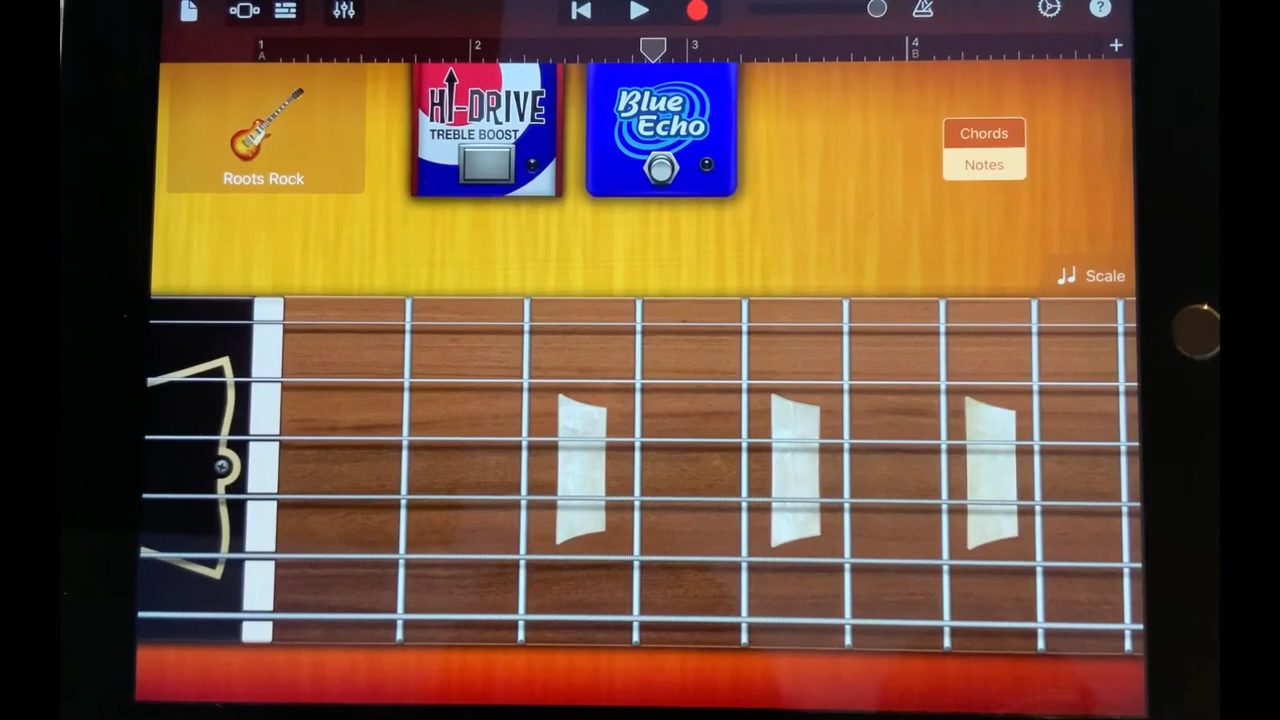 1
2
3
4
A
B
+
?
HI-DRIVE
TREBLE BOOST
Blue
Echo
Chords
Notes
Roots Rock
Scale